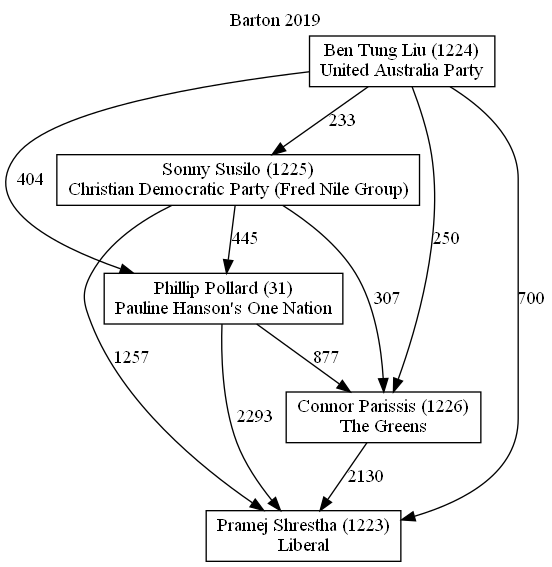 Barton 2019
Ben Tung Liu (1224)
United Australia Party
233
Sonny Susilo (1225)
Christian Democratic Party (Fred Nile Group)
404
445
250
Phillip Pollard (31)
Pauline Hanson's One Nation
307
700
1257
877
Connor Parissis (1226)
The Greens
2293
2130
Pramej Shrestha (1223)
Liberal